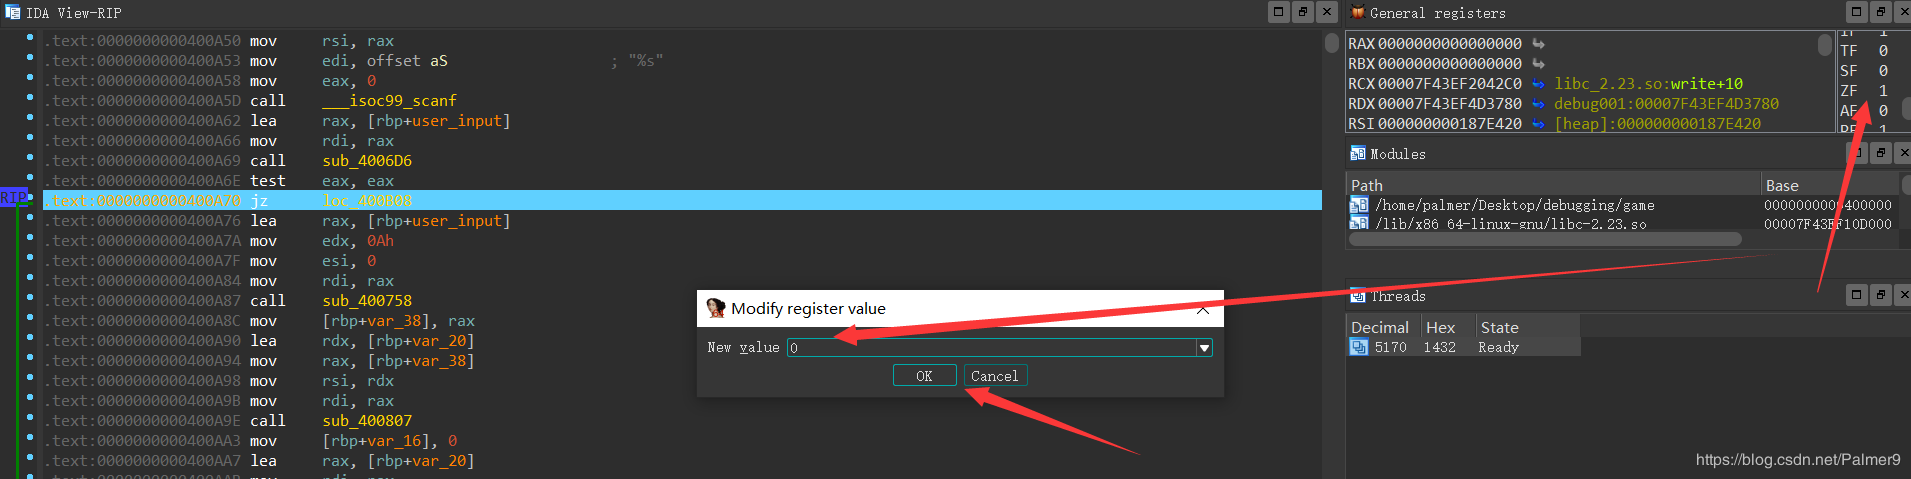 IDA View-RIP
.text:0000000000400A50 mov rsi, rax
.text:0000000000400A53 mov edi, offset aS ; "%s"
.text:0000000000400A58 mov eax, 0
.text:0000000000400A5D call ___isoc99_scanf
.text:0000000000400A62 lea rax, [rbp+user_input]
.text:0000000000400A66 mov rdi, rax
.text:0000000000400A69 call sub_4006D6
.text:0000000000400A6E test eax, eax
RIP .text:0000000000400A70 jz loc_400B08
.text:0000000000400A76 lea rax, [rbp+user_input]
.text:0000000000400A7A mov edx, 0Ah
.text:0000000000400A7F mov esi, 0
.text:0000000000400A84 mov rdi, rax
.text:0000000000400A87 call sub_400758
.text:0000000000400A8C mov [rbp+var_38], rax
.text:0000000000400A90 lea rdx, [rbp+var_20]
.text:0000000000400A94 mov rax, [rbp+var_38]
.text:0000000000400A98 mov rsi, rdx
.text:0000000000400A9B mov rdi, rax
.text:0000000000400A9E call sub_400807
.text:0000000000400AA3 mov [rbp+var_16], 0
.text:0000000000400AA7 lea rax, [rbp+var_20]
Modify register value
New value 0
OK Cancel
General registers
RAX 0000000000000000
RBX 0000000000000000
RCX 00007F43EF2042C0 libc_2.23.so:write+10
RDX 00007F43EF4D3780 debug001:00007F43EF4D3780
RSI 000000000187E420 [heap]:000000000187E420
TF 0
SF 0
ZF 1
AF 0
Modules
Path Base
/home/palmer/Desktop/debugging/game 0000000000400000
/lib/x86_64-linux-gnu/libc-2.23.so
Threads
Decimal Hex State
5170 1432 Ready
https://blog.csdn.net/Palmer9